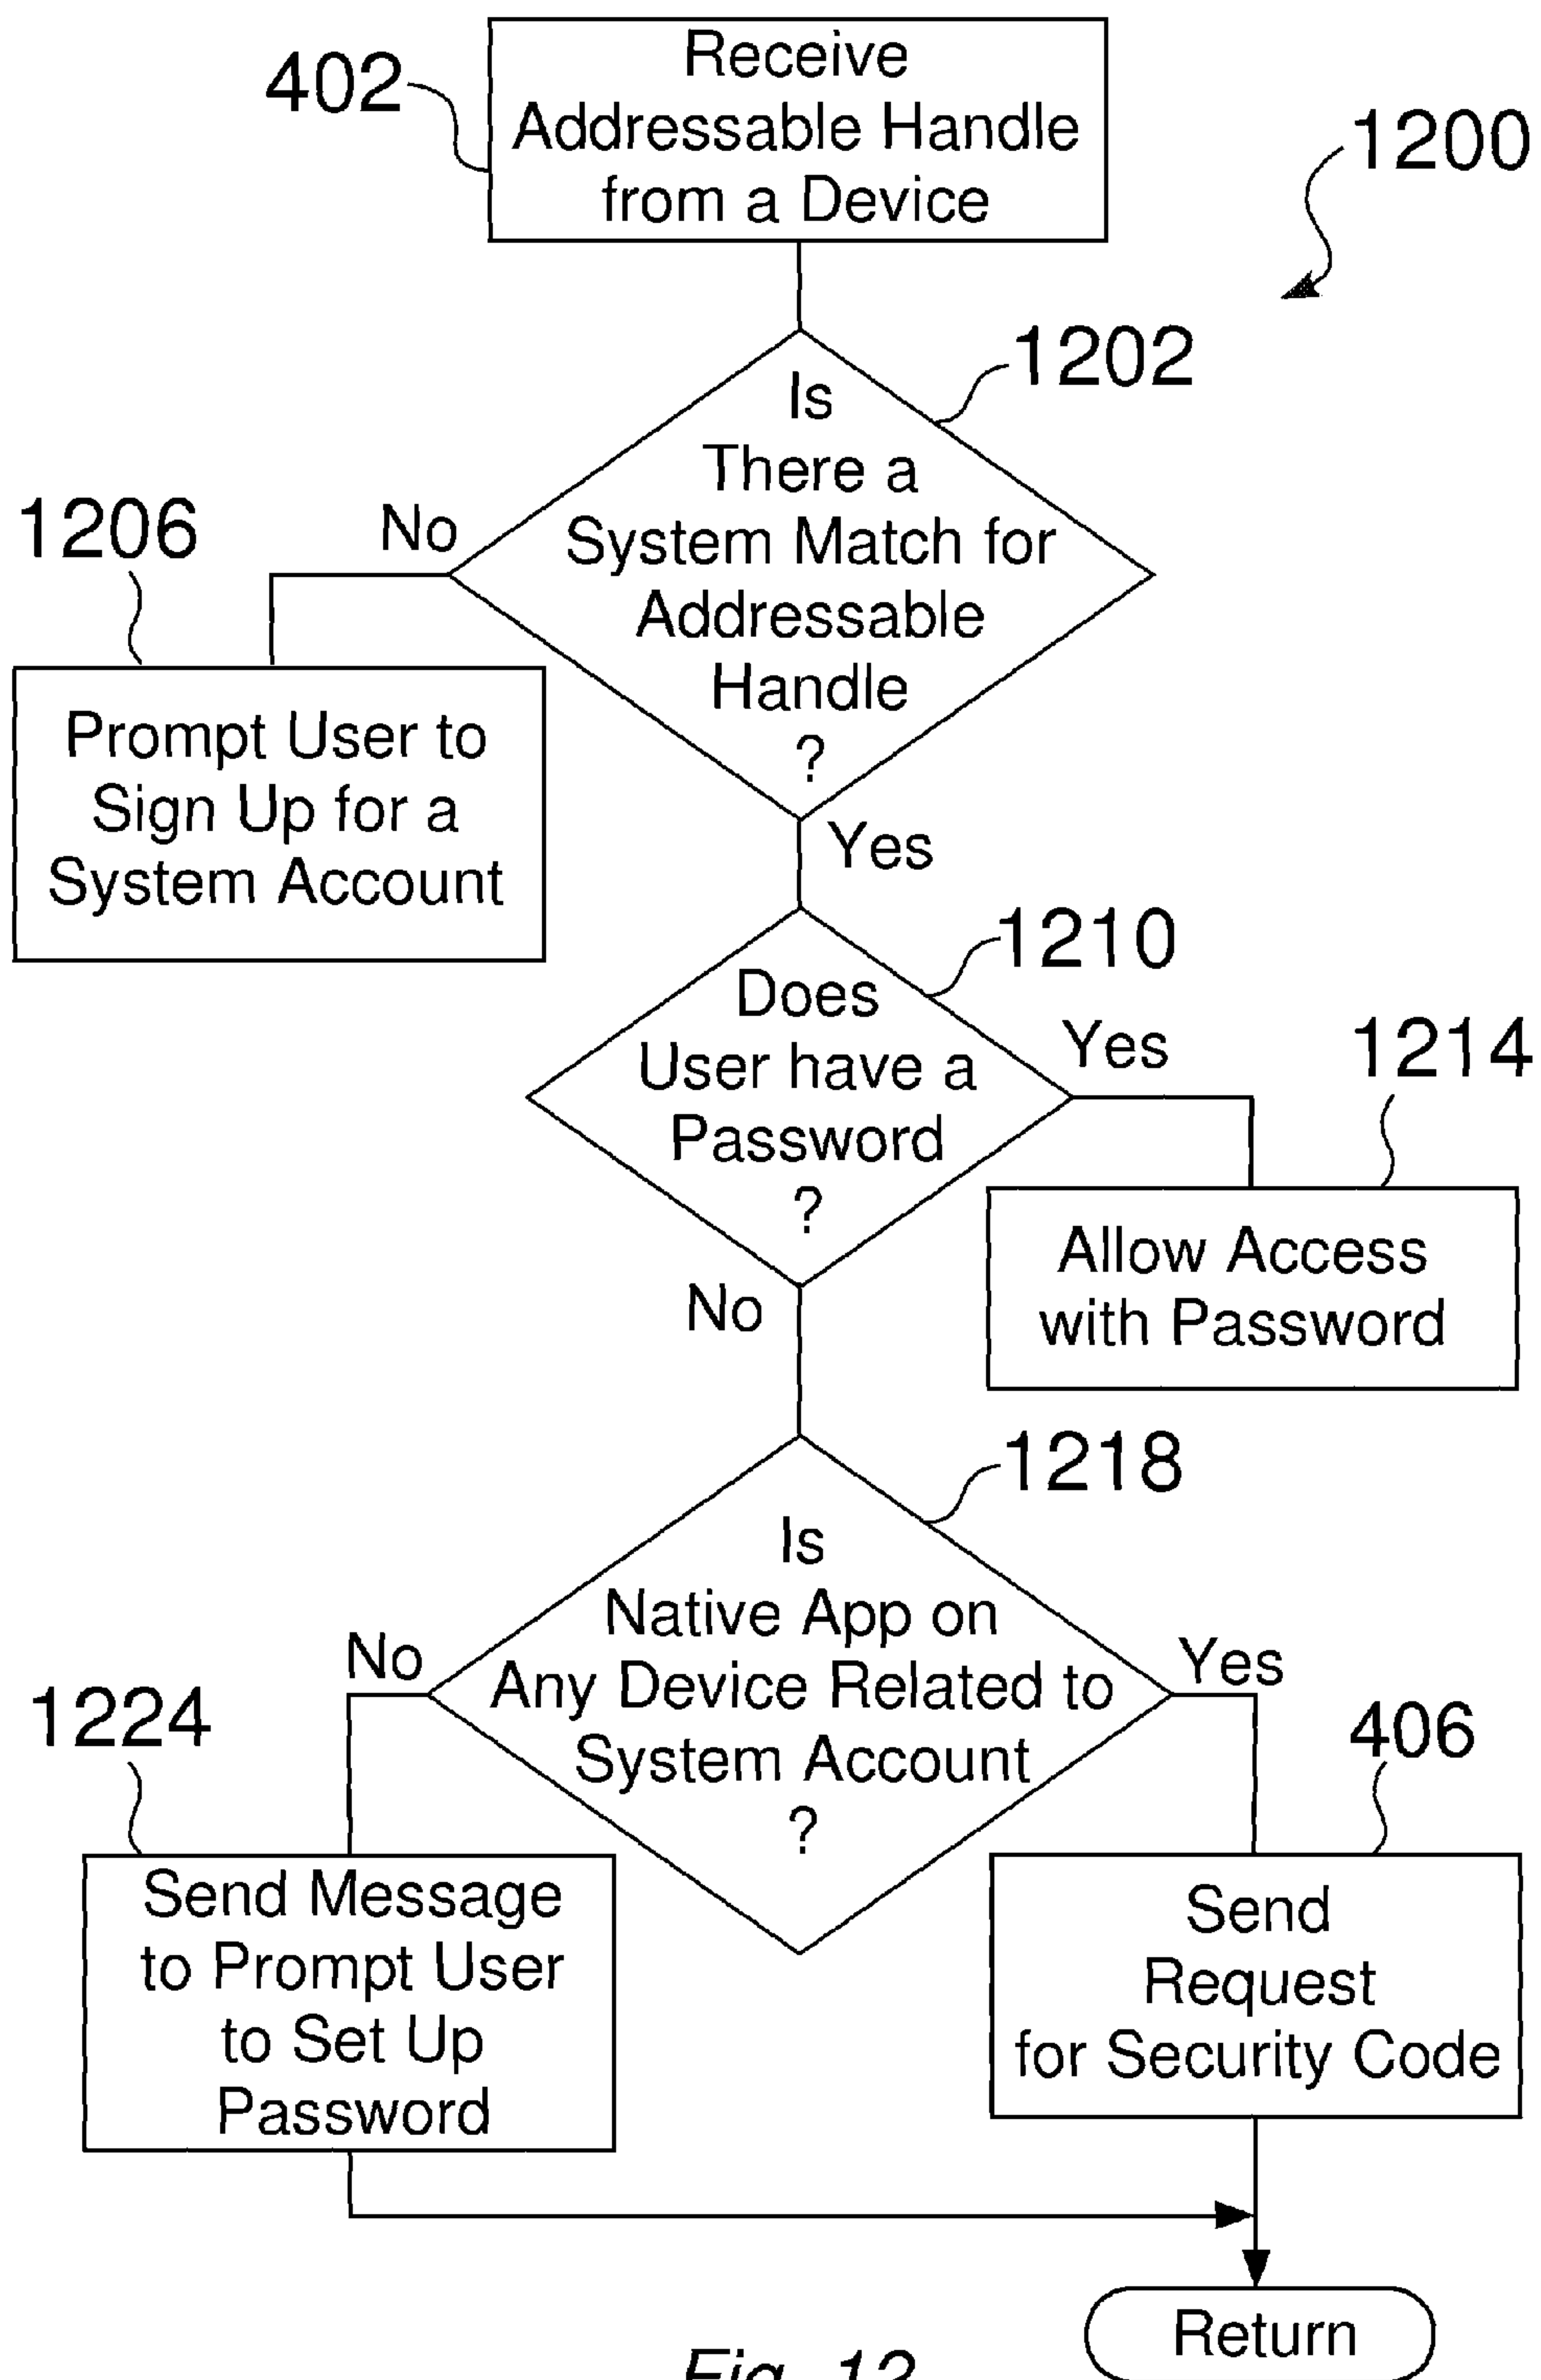 402
Receive
Addressable Handle
from a Device
1200
1202
Is
There a
System Match for
Addressable
Handle
?
No
1206
Prompt User to
Sign Up for a
System Account
Yes
1210
Does
User have a
Password
?
Yes
1214
Allow Access
with Password
No
1218
Is
Native App on
Any Device Related to
System Account
?
No
Yes
1224
Send Message
to Prompt User
to Set Up
Password
406
Send
Request
for Security Code
Return
Fig. 12